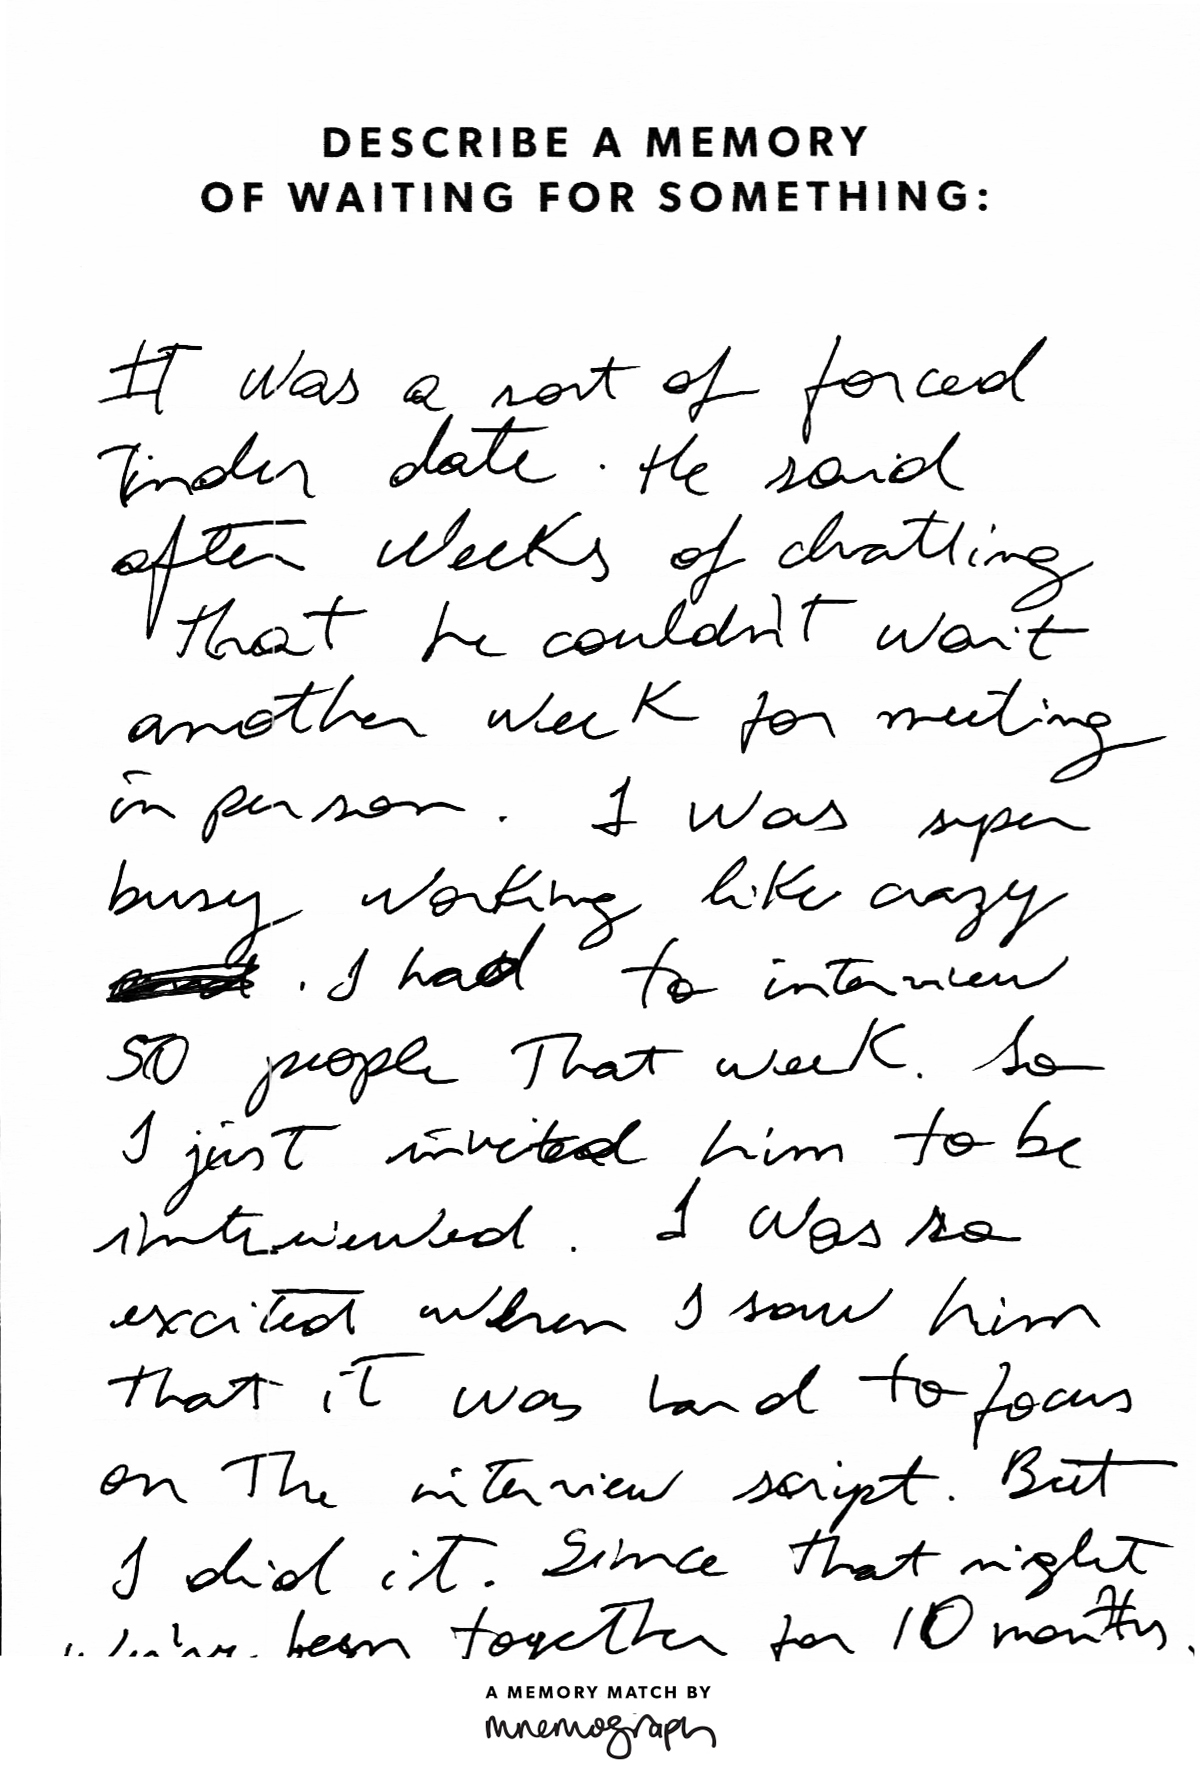 DESCRIBE A MEMORY
OF WAITING FOR SOMETHING:
It was a sort of forced
Tinder date. He said
after weeks of chatting
that he couldn't wait
another week for meeting
in person. I was super
busy working like crazy
. I had to interview
50 people that week. So
I just invited him to be
interviewed. I was so
excited when I saw him
that it was hard to focus
on the interview script. But
I did it. Since that night
we've been together for 10 months.
A MEMORY MATCH BY
mnemograph